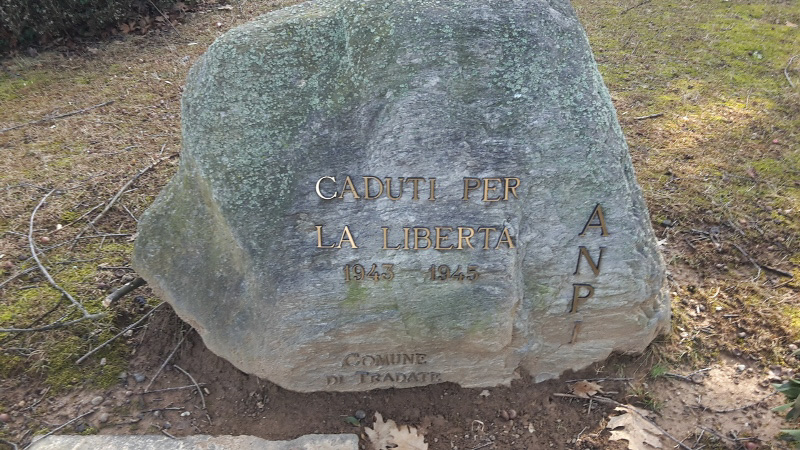 CADUTI PER
LA LIBERTÀ
1943 1945
ANPI
COMUNE
DI TRADATE